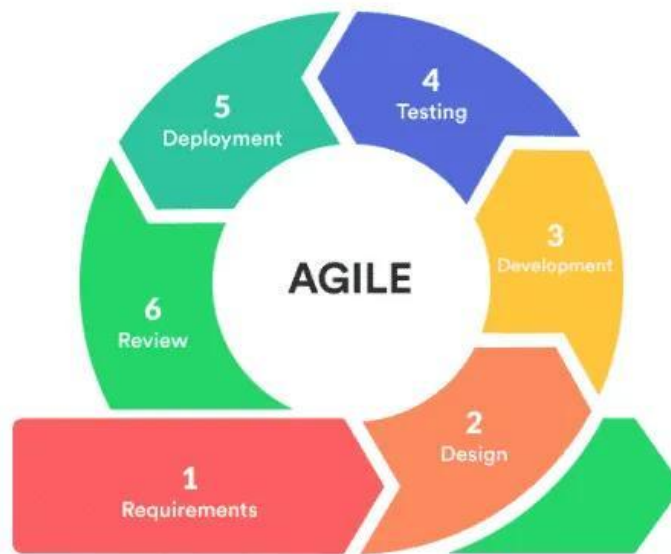 AGILE
1
Requirements
2
Design
3
Development
4
Testing
5
Deployment
6
Review